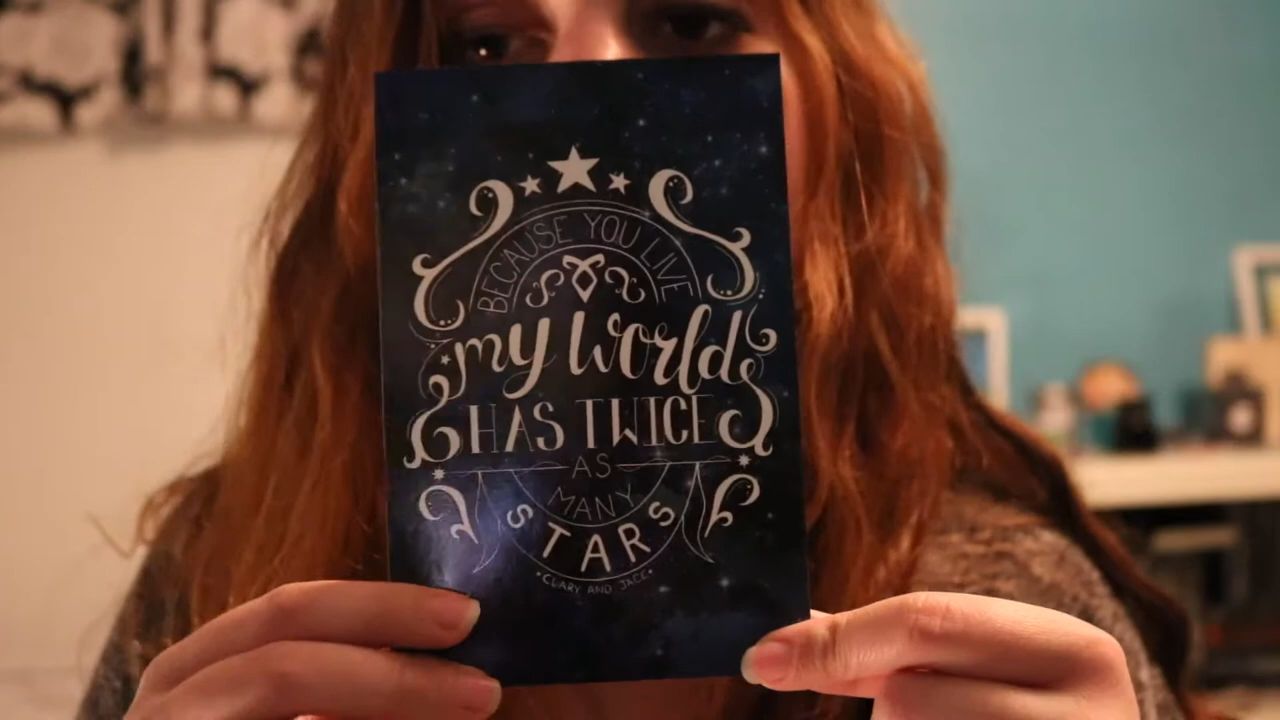 BECAUSE YOU LIVE
my world
HAS TWICE
AS
MANY
STARS
CLARY AND JACE